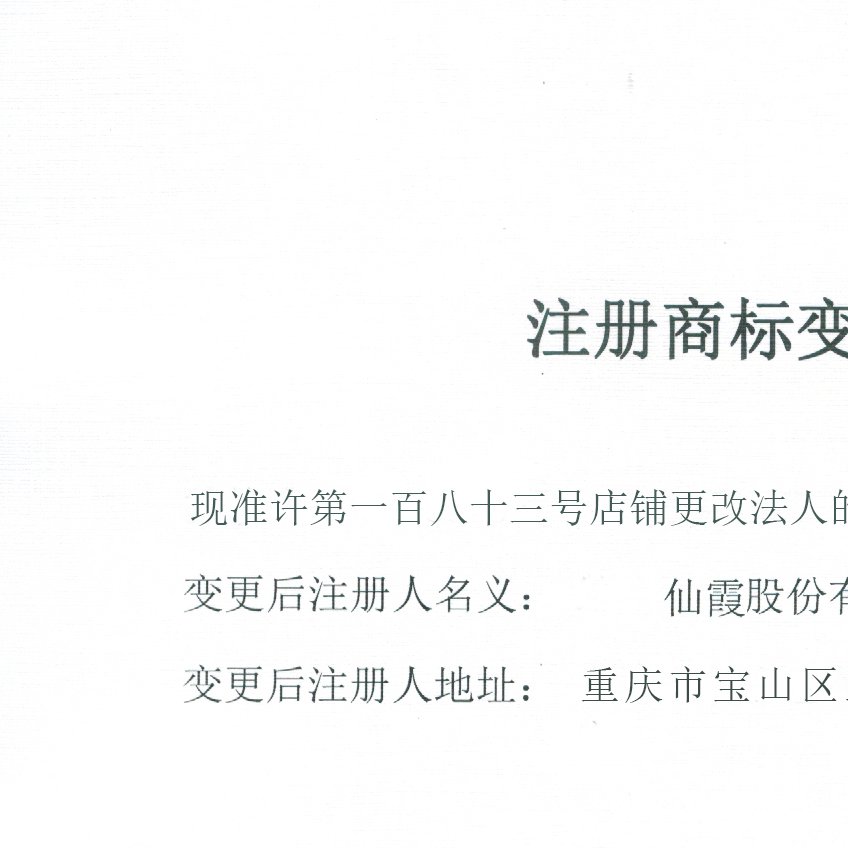 注册商标变
现准许第一百八十三号店铺更改法人的
变更后注册人名义：仙霞股份有
变更后注册人地址：重庆市宝山区